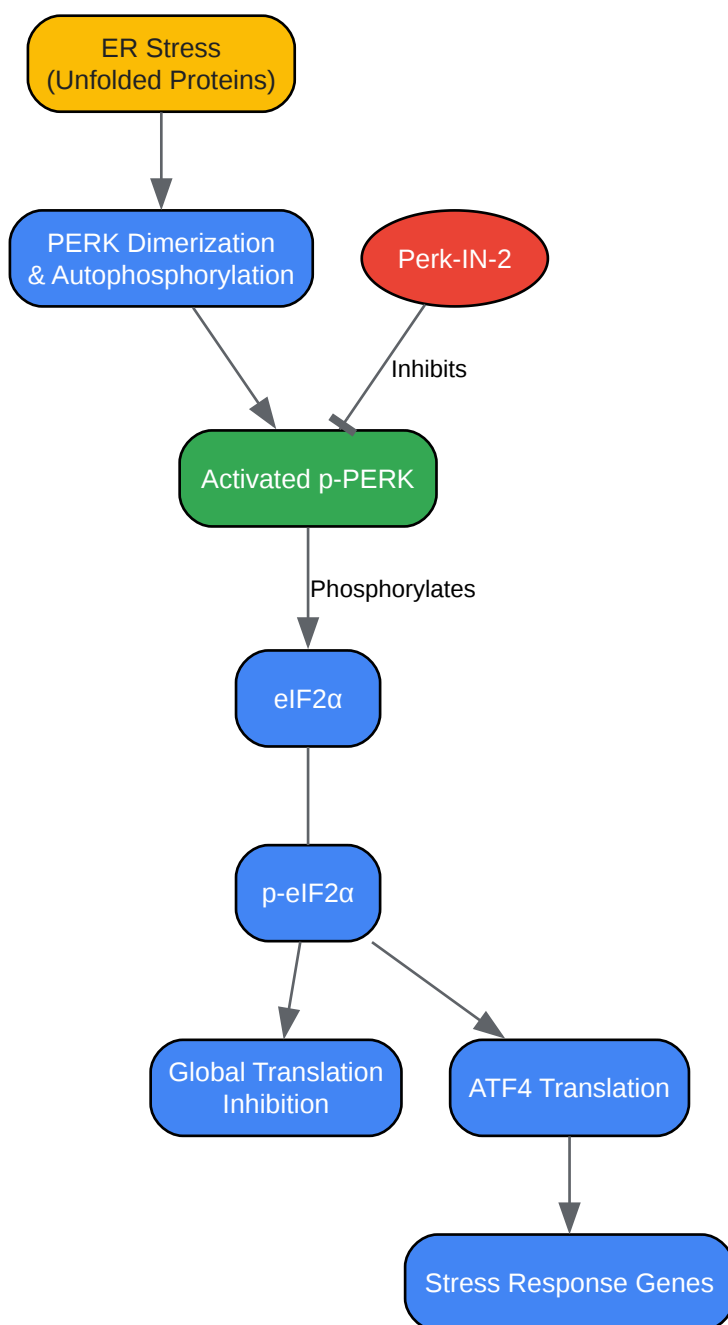 ER Stress
(Unfolded Proteins)
PERK Dimerization
& Autophosphorylation
Perk-IN-2
Inhibits
Activated p-PERK
Phosphorylates
eIF2α
p-eIF2α
Global Translation
Inhibition
ATF4 Translation
Stress Response Genes